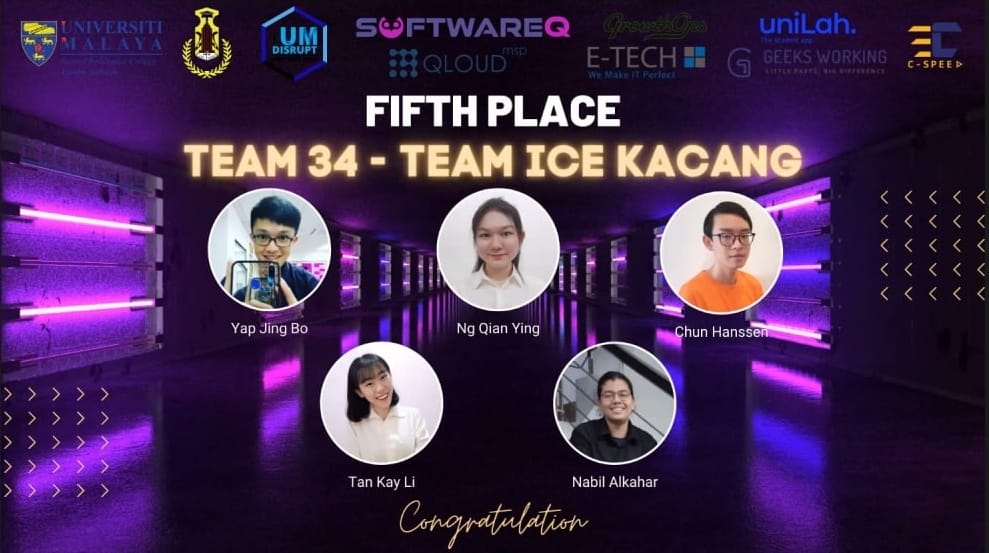 UNIVERSITI
MALAYA
UM
DISRUPT
SOFTWAREQ
QLOUD msp
GrowthOps
E-TECH
We Make IT Perfect
uniLah.
The student app
GEEKS WORKING
LITTLE PARTS, BIG DIFFERENCE
C-SPEED
FIFTH PLACE
TEAM 34 - TEAM ICE KACANG
Yap Jing Bo
Ng Qian Ying
Chun Hanssen
Tan Kay Li
Nabil Alkahar
Congratulation